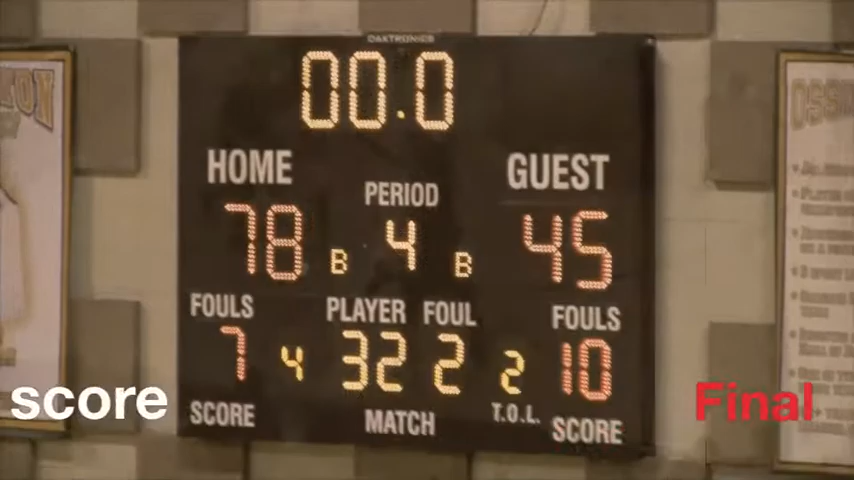 DAKTRONICS
00.0
HOME GUEST
PERIOD
78 B 4 B 45
FOULS PLAYER FOUL FOULS
7 4 32 2 2 10
SCORE MATCH T.O.L. SCORE
score Final